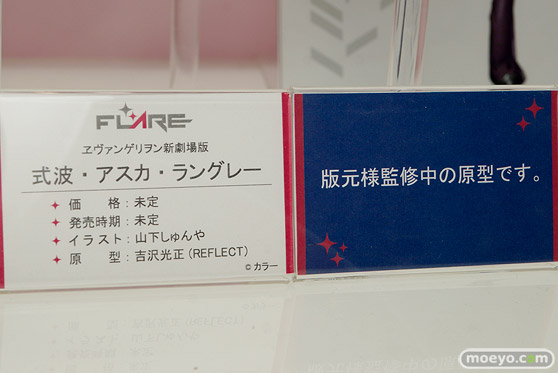 FLARE
ヱヴァンゲリヲン新劇場版
式波・アスカ・ラングレー
価　格：未定
発売時期：未定
イラスト：山下しゅんや
原　型：吉沢光正（REFLECT）
© カラー
版元様監修中の原型です。
moeyo.com